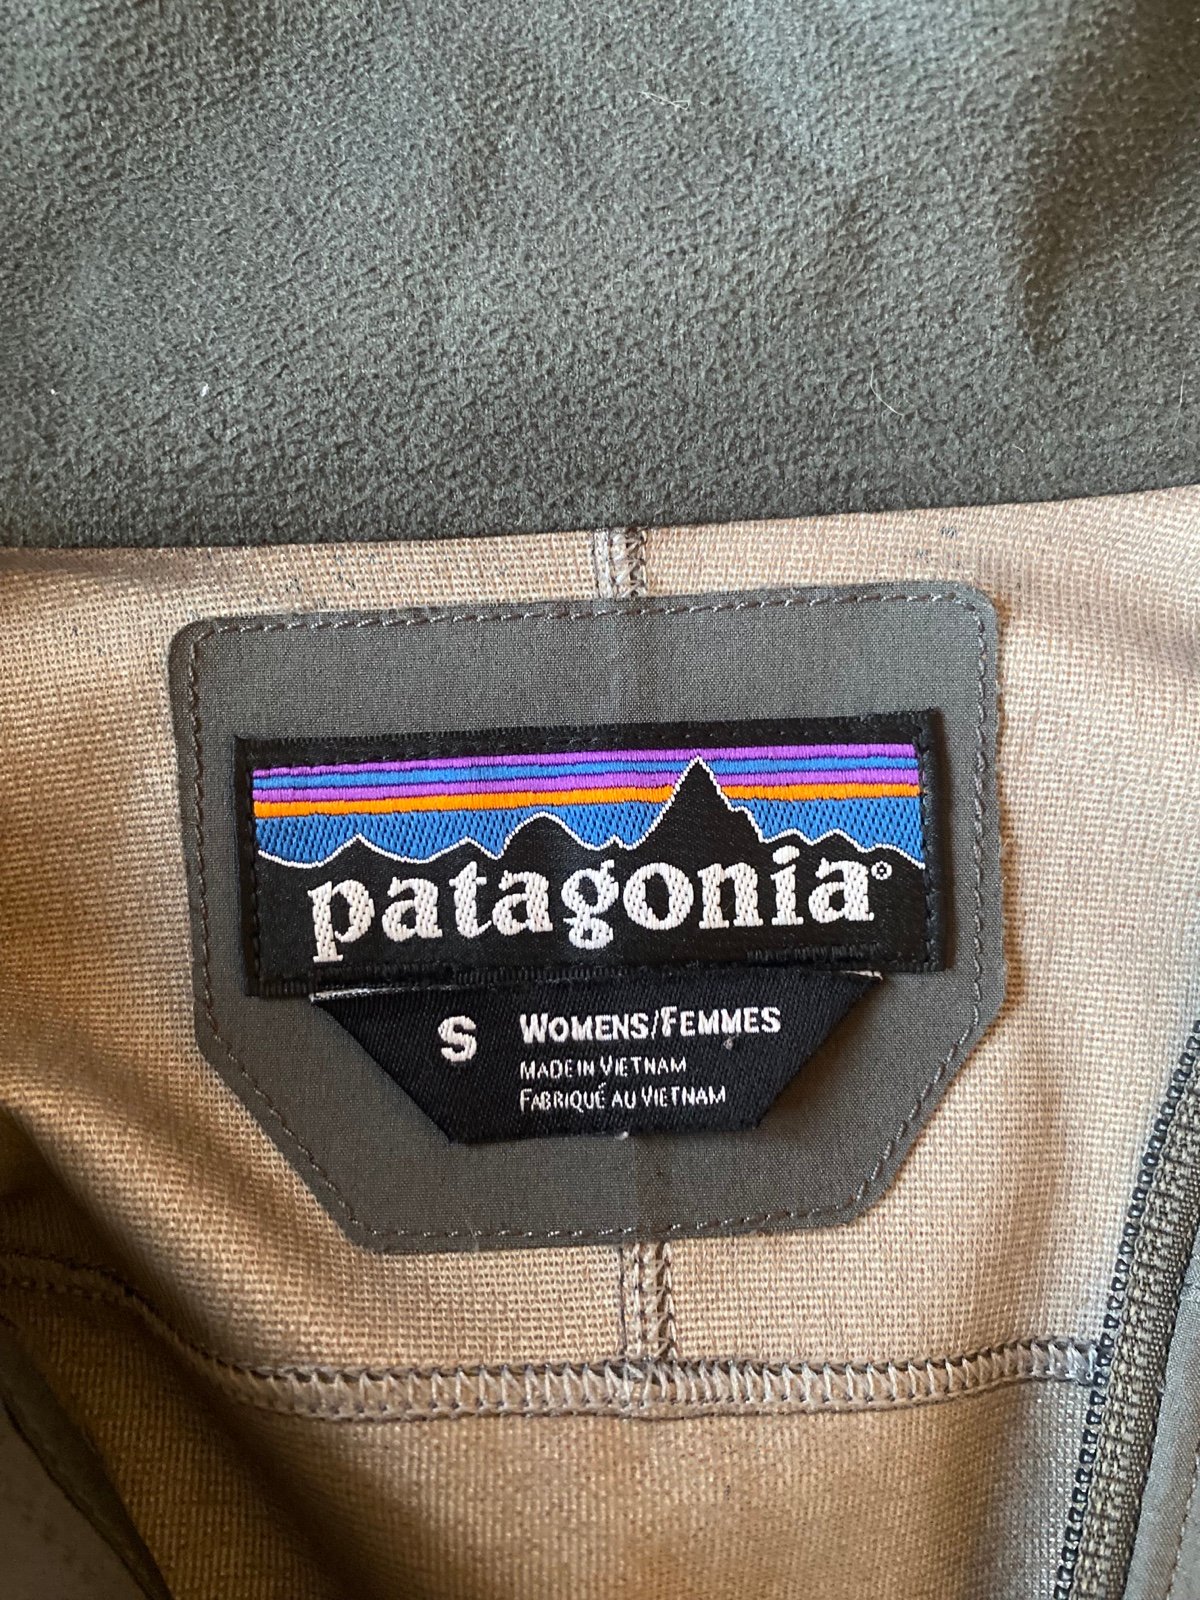 patagonia®
S WOMENS/FEMMES
MADE IN VIETNAM
FABRIQUÉ AU VIETNAM